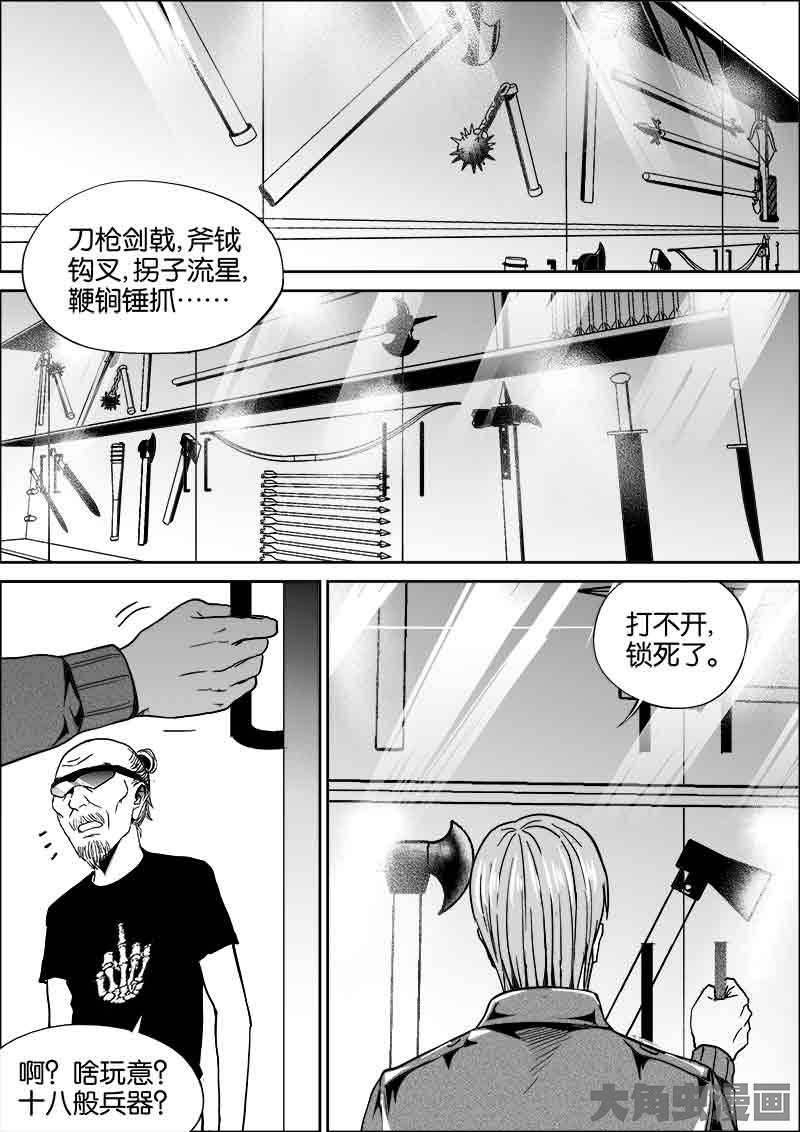 刀枪剑戟,斧钺
钩叉,拐子流星,
鞭锏锤抓……
打不开,
锁死了。
啊？啥玩意？
十八般兵器？
大角虫漫画